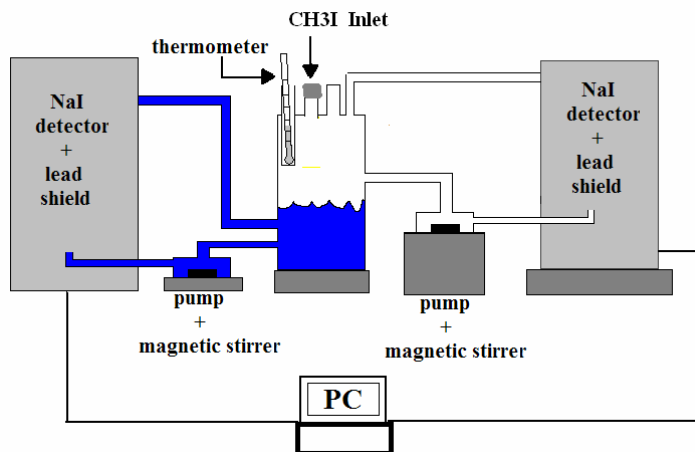 CH3I Inlet
thermometer
NaI
detector
+
lead
shield
NaI
detector
+
lead
shield
pump
+
magnetic stirrer
pump
+
magnetic stirrer
PC